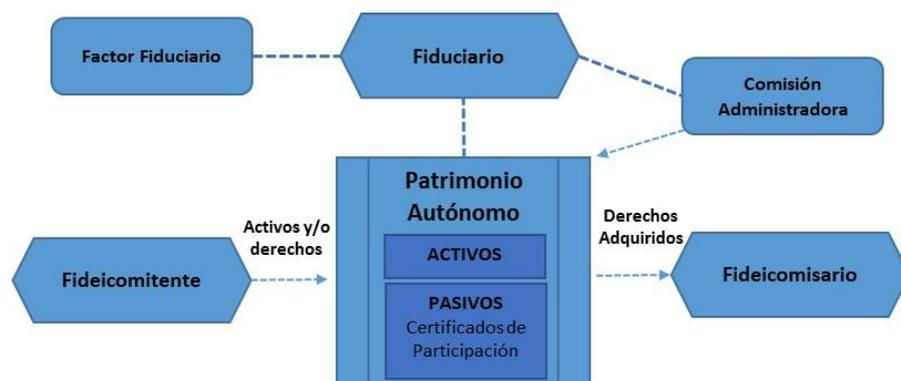 Factor Fiduciario
Fiduciario
Comisión
Administradora
Patrimonio
Autónomo
Activos y/o
derechos
Derechos
Adquiridos
Fideicomitente
ACTIVOS
Fideicomisario
PASIVOS
Certificados de
Participación